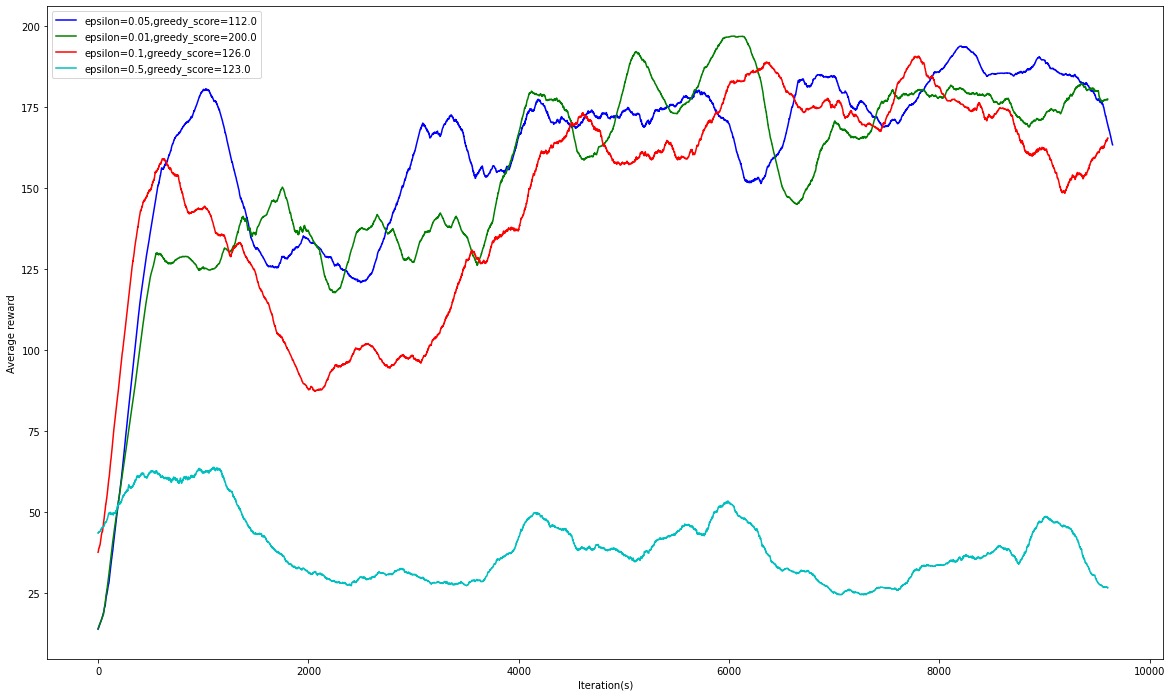 epsilon=0.05,greedy_score=112.0
epsilon=0.01,greedy_score=200.0
epsilon=0.1,greedy_score=126.0
epsilon=0.5,greedy_score=123.0
200
175
150
125
100
75
50
25
Average reward
0 2000 4000 6000 8000 10000
Iteration(s)